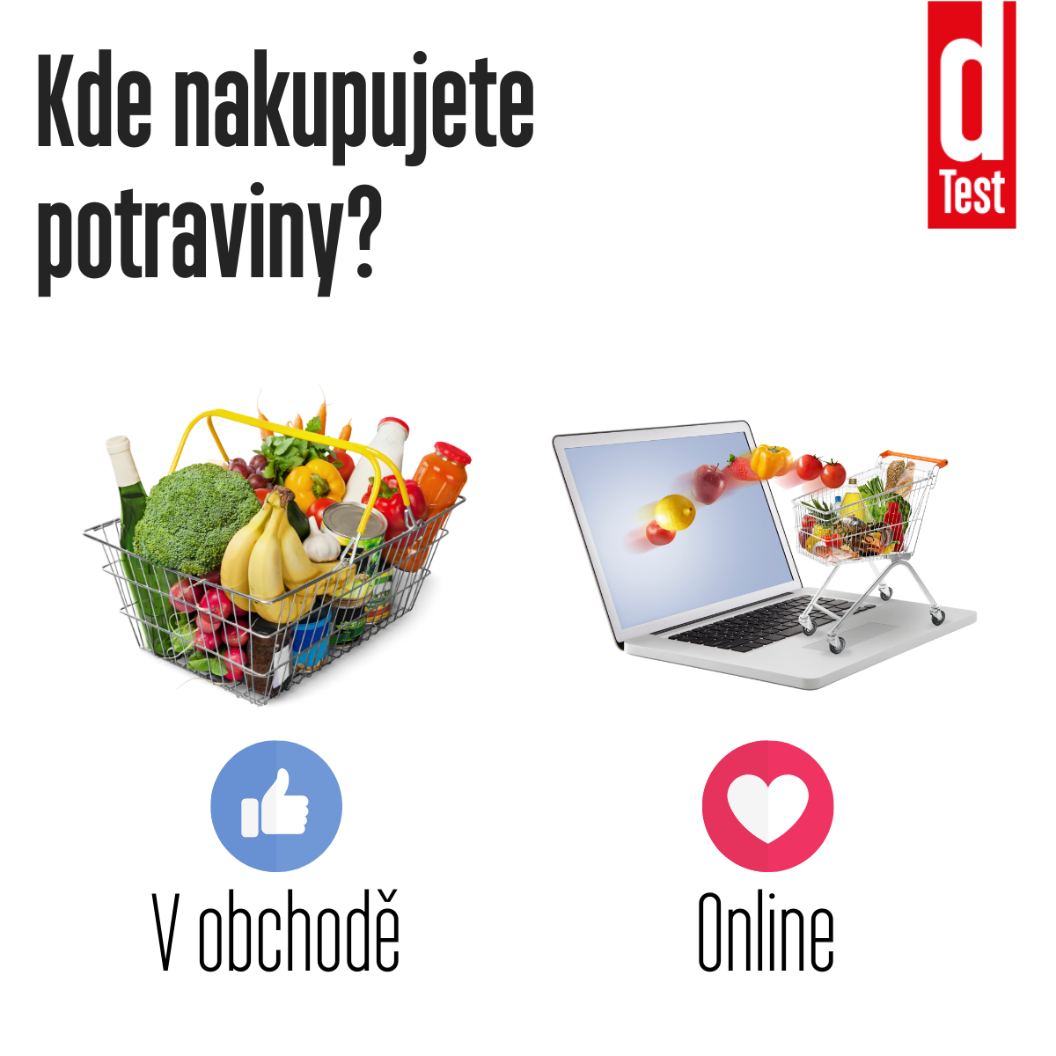 Kde nakupujete
potraviny?
d
Test
V obchodě
Online